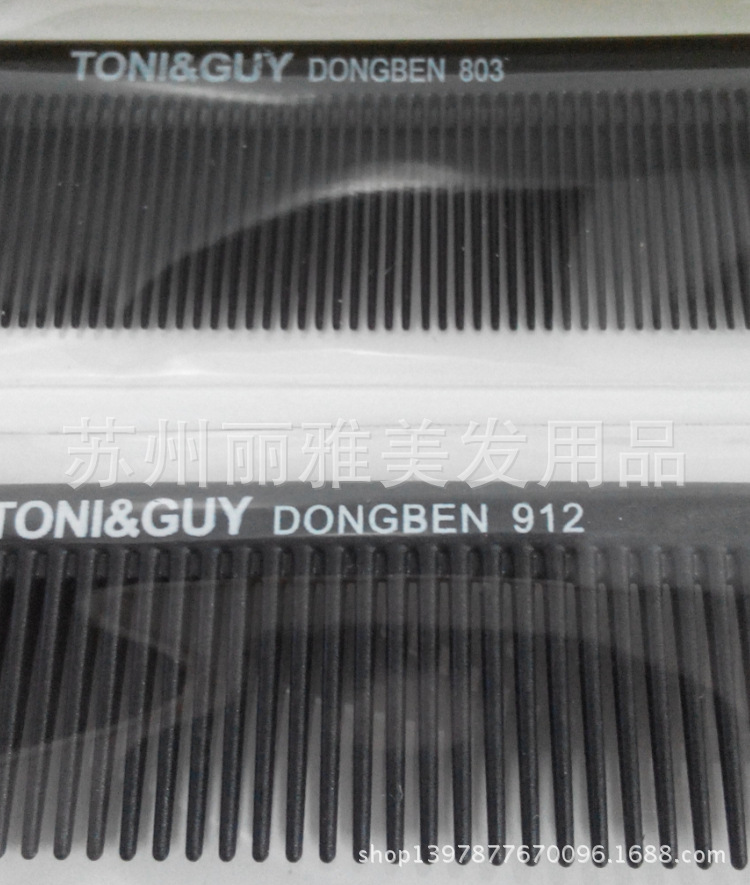 TONI&GUY DONGBEN 803
苏州丽雅美发用品
TONI&GUY DONGBEN 912
shop1397877670096.1688.com